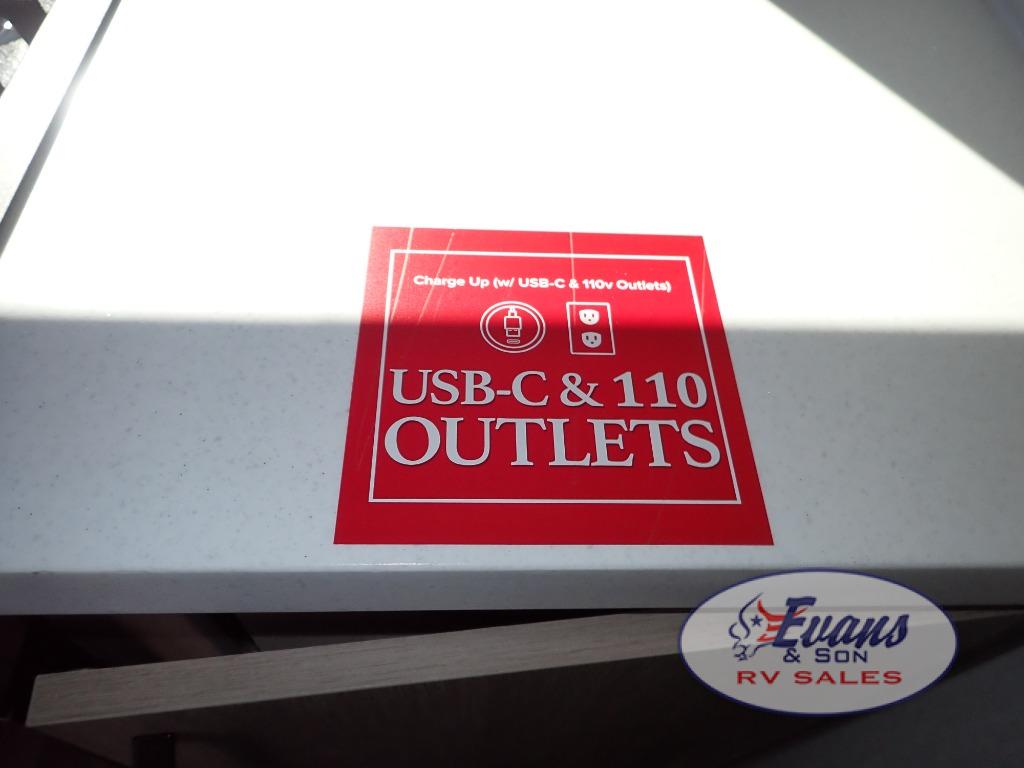 Charge Up (w/ USB-C & 110v Outlets)
USB-C & 110
OUTLETS
Evans
& SON
RV SALES